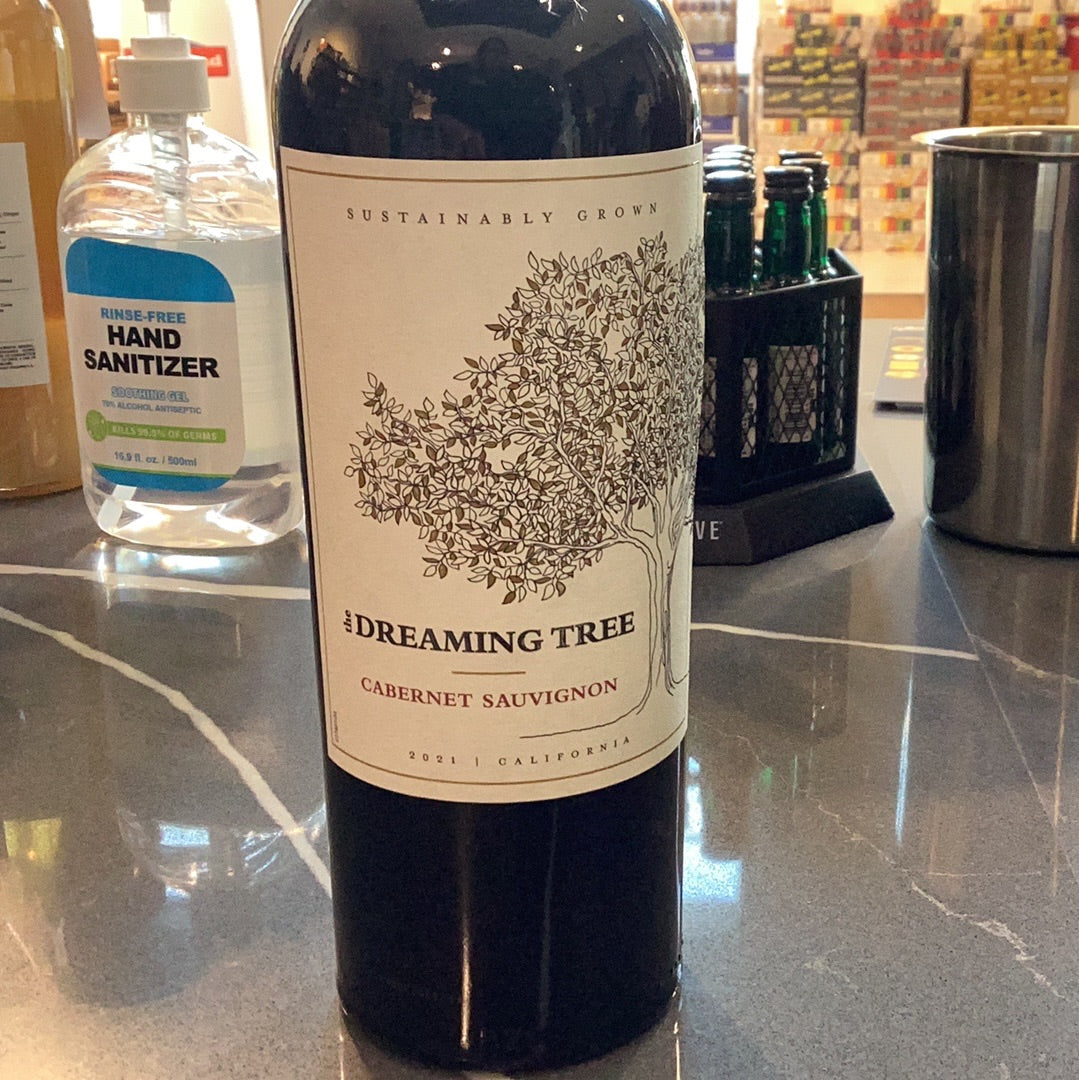 SUSTAINABLY GROWN
the DREAMING TREE
CABERNET SAUVIGNON
2021 | CALIFORNIA
RINSE-FREE
HAND
SANITIZER
SOOTHING GEL
70% ALCOHOL ANTISEPTIC
KILLS 99.9% OF GERMS
16.9 fl. oz. / 500ml
VE